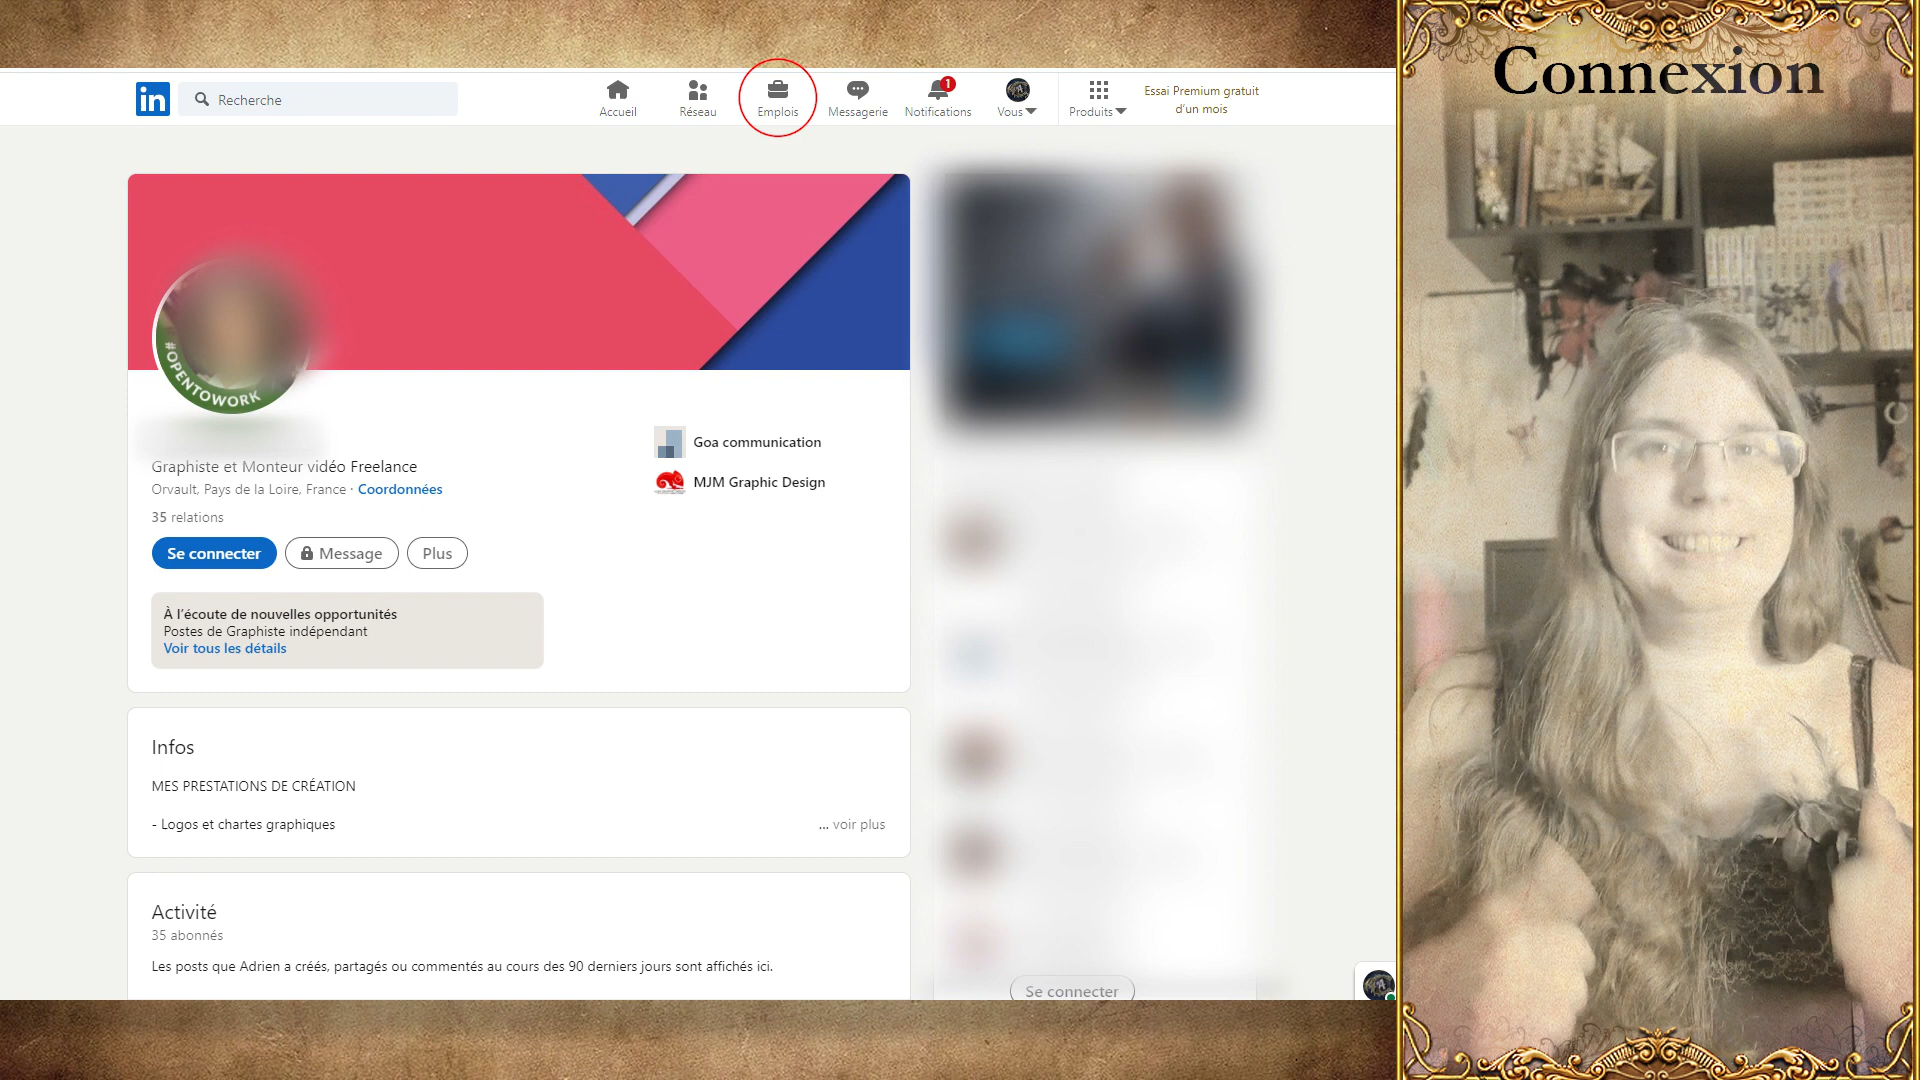 Connexion
in
Recherche
Accueil
Réseau
Emplois
Messagerie
1
Notifications
Vous
Produits
Essai Premium gratuit
d'un mois
#OPENTOWORK
Graphiste et Monteur vidéo Freelance
Orvault, Pays de la Loire, France · Coordonnées
35 relations
Goa communication
MJM Graphic Design
Se connecter
Message
Plus
À l'écoute de nouvelles opportunités
Postes de Graphiste indépendant
Voir tous les détails
Infos
MES PRESTATIONS DE CRÉATION
- Logos et chartes graphiques
... voir plus
Activité
35 abonnés
Les posts que Adrien a créés, partagés ou commentés au cours des 90 derniers jours sont affichés ici.
Se connecter